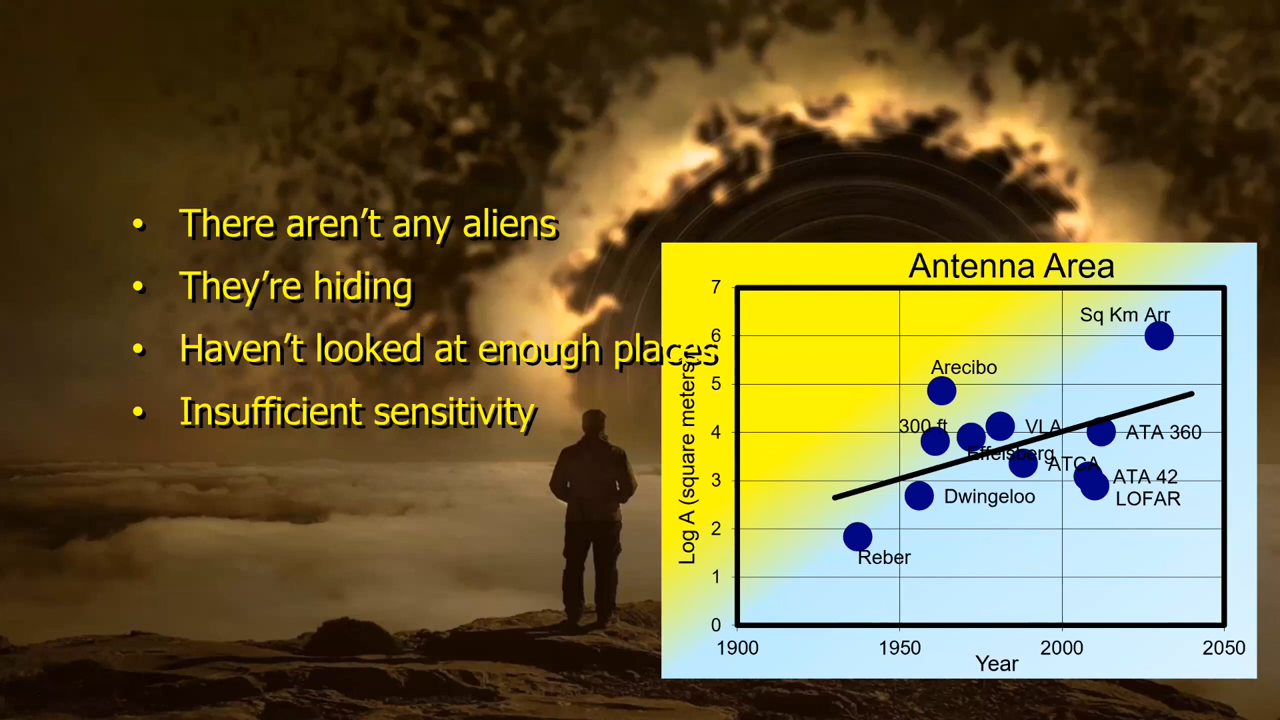 • There aren’t any aliens
• They’re hiding
• Haven’t looked at enough places
• Insufficient sensitivity
Antenna Area
Log A (square meters)
7
6
5
4
3
2
1
0
Sq Km Arr
Arecibo
300 ft
VLA
ATA 360
Effelsberg
ATCA
ATA 42
LOFAR
Dwingeloo
Reber
1900 1950 2000 2050
Year